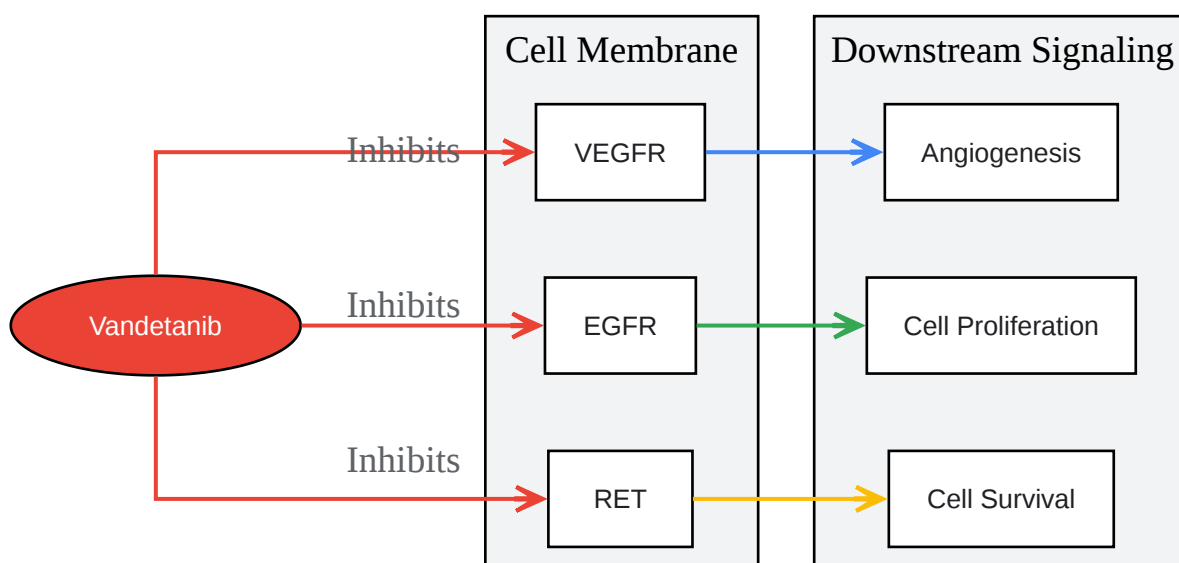 Cell Membrane
Downstream Signaling
Inhibits
VEGFR
Angiogenesis
Vandetanib
Inhibits
EGFR
Cell Proliferation
Inhibits
RET
Cell Survival